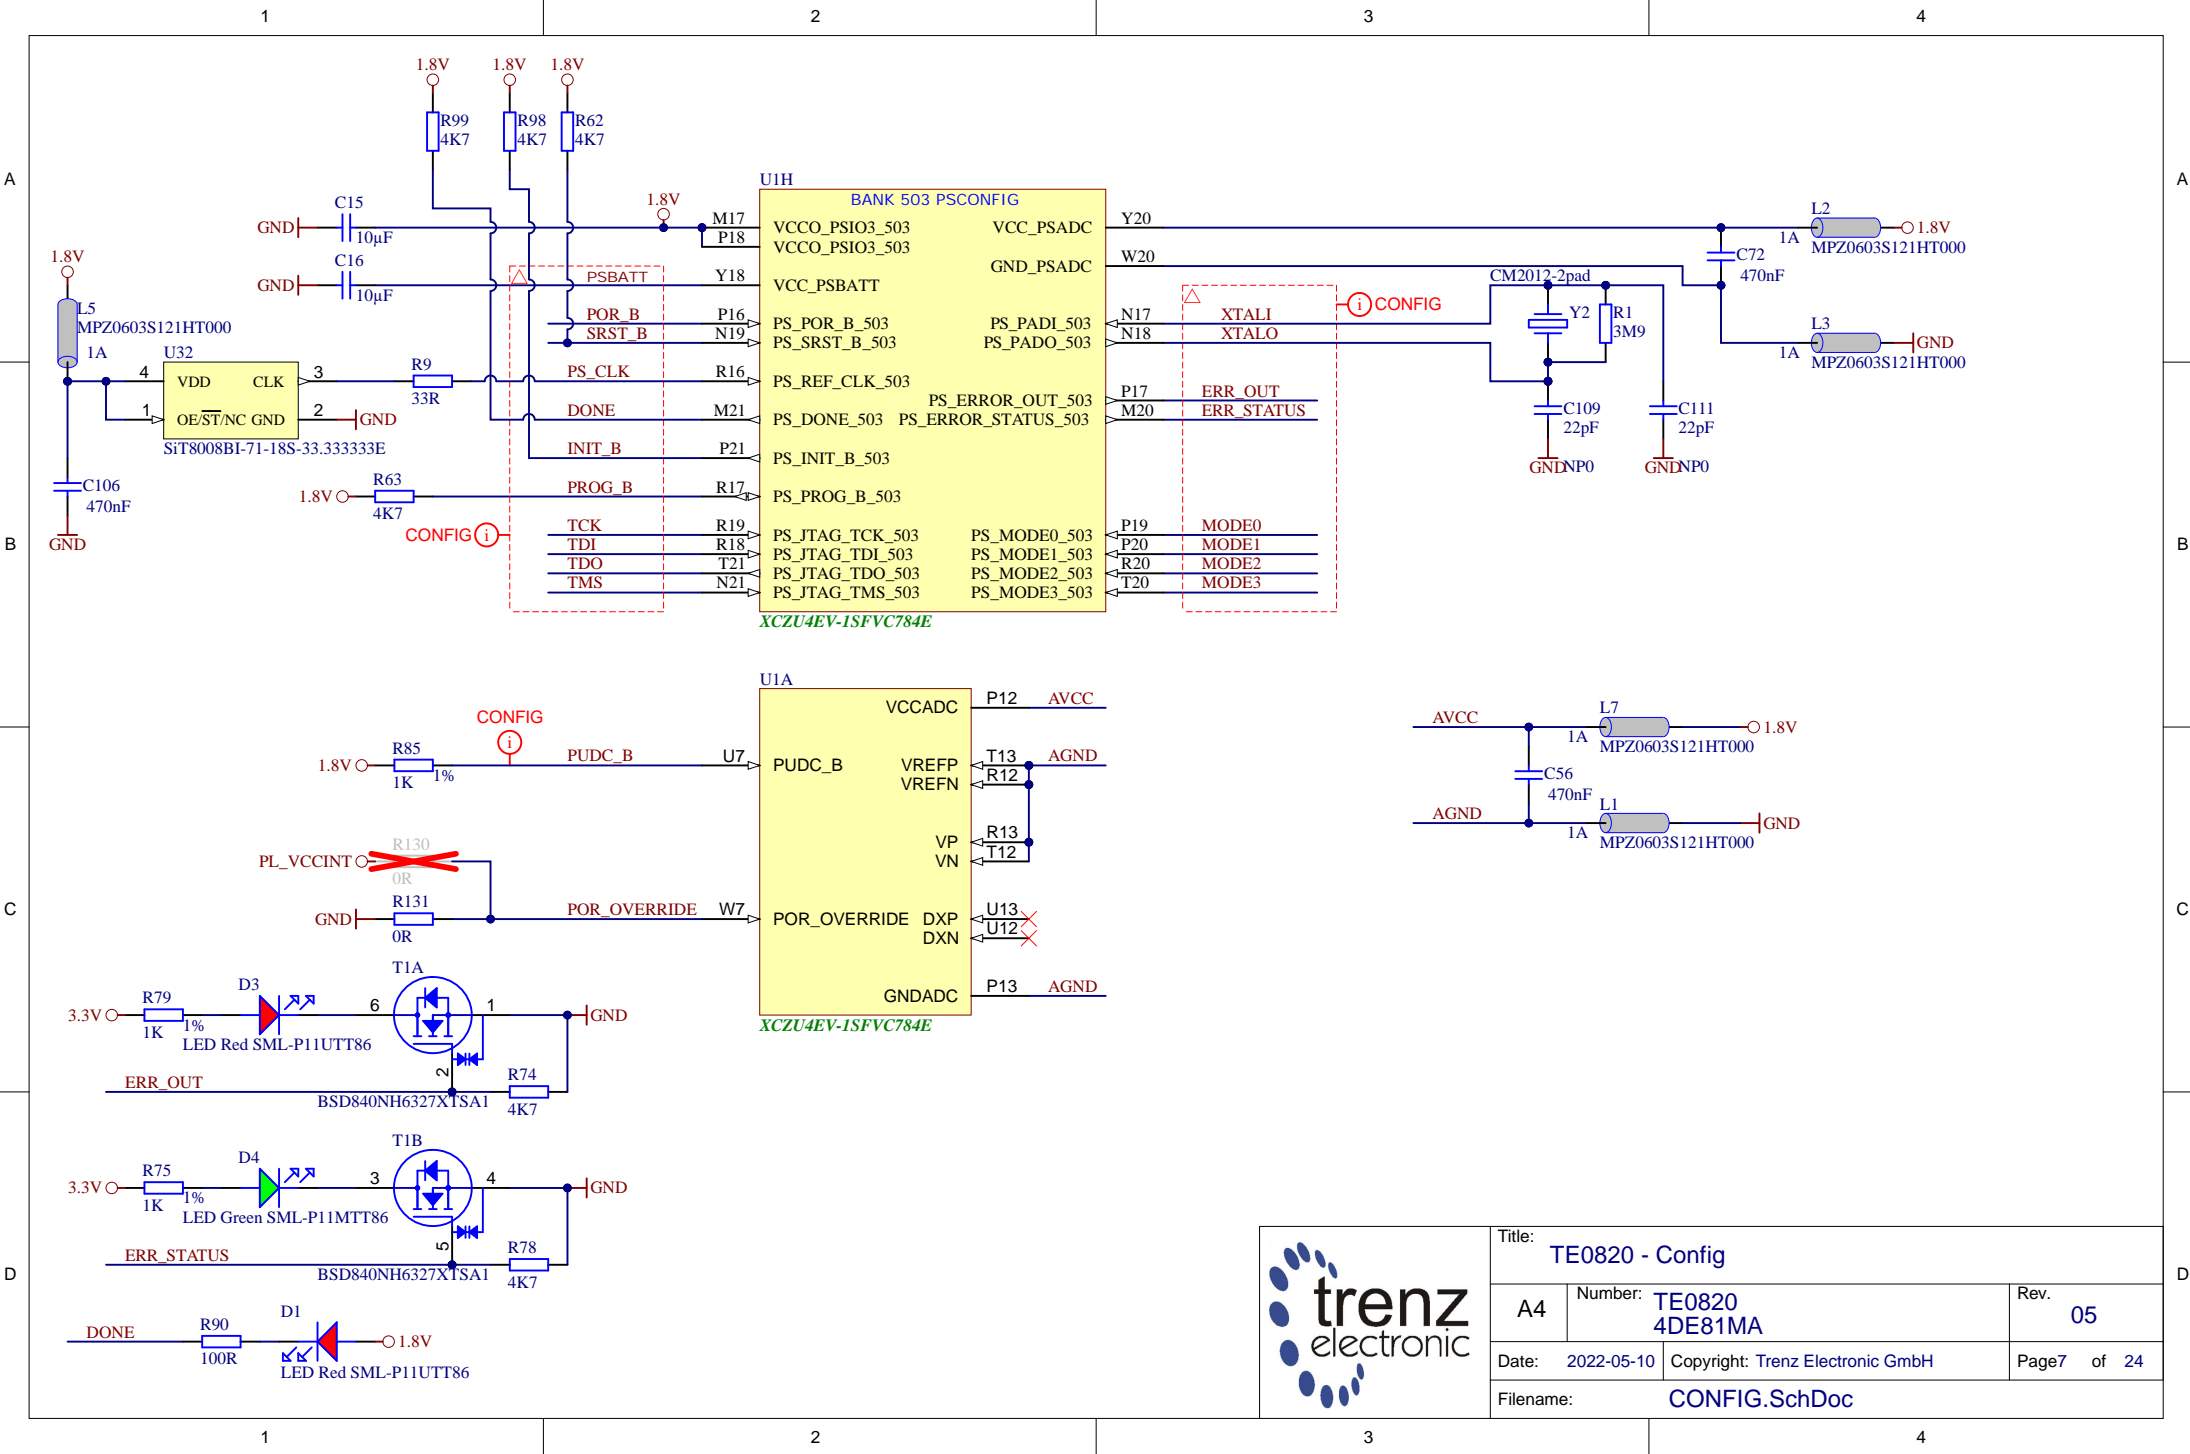 1 2 3 4
A A
B B
C C
D D
1.8V 1.8V 1.8V
R99 4K7
R98 4K7
R62 4K7
C15
GND 10µF
1.8V
C16
GND 10µF
1.8V
L5
MPZ0603S121HT000
1A
U32
4 VDD CLK 3
1 OE/ST/NC GND 2 GND
SiT8008BI-71-18S-33.333333E
C106
470nF
GND
R9
33R
1.8V R63
4K7
CONFIG i
PSBATT
POR_B
SRST_B
PS_CLK
DONE
INIT_B
PROG_B
TCK
TDI
TDO
TMS
U1H
BANK 503 PSCONFIG
M17 VCCO_PSIO3_503
P18 VCCO_PSIO3_503
Y18 VCC_PSBATT
P16 PS_POR_B_503
N19 PS_SRST_B_503
R16 PS_REF_CLK_503
M21 PS_DONE_503
P21 PS_INIT_B_503
R17 PS_PROG_B_503
R19 PS_JTAG_TCK_503
R18 PS_JTAG_TDI_503
T21 PS_JTAG_TDO_503
N21 PS_JTAG_TMS_503
VCC_PSADC Y20
GND_PSADC W20
PS_PADI_503 N17 XTALI
PS_PADO_503 N18 XTALO
PS_ERROR_OUT_503 P17 ERR_OUT
PS_ERROR_STATUS_503 M20 ERR_STATUS
PS_MODE0_503 P19 MODE0
PS_MODE1_503 P20 MODE1
PS_MODE2_503 R20 MODE2
PS_MODE3_503 T20 MODE3
XCZU4EV-1SFVC784E
i CONFIG
CM2012-2pad
Y2
R1
3M9
C109
22pF
GND NP0
C111
22pF
GND NP0
L2
1A MPZ0603S121HT000
1.8V
C72
470nF
L3
1A MPZ0603S121HT000
GND
CONFIG
i
1.8V R85
1K 1%
PUDC_B
PL_VCCINT R130
0R
GND R131
0R
POR_OVERRIDE
U1A
U7 PUDC_B
W7 POR_OVERRIDE
VCCADC P12 AVCC
VREFP T13 AGND
VREFN R12
VP R13
VN T12
DXP U13
DXN U12
GNDADC P13 AGND
XCZU4EV-1SFVC784E
AVCC L7
1A MPZ0603S121HT000
1.8V
C56
470nF
AGND L1
1A MPZ0603S121HT000
GND
T1A
3.3V R79
1K 1%
D3
LED Red SML-P11UTT86
6 1 GND
2
ERR_OUT
BSD840NH6327XTSA1
R74
4K7
T1B
3.3V R75
1K 1%
D4
LED Green SML-P11MTT86
3 4 GND
5
ERR_STATUS
BSD840NH6327XTSA1
R78
4K7
DONE R90
100R
D1
1.8V
LED Red SML-P11UTT86
trenz
electronic
Title:
TE0820 - Config
A4
Number: TE0820
4DE81MA
Rev.
05
Date: 2022-05-10
Copyright: Trenz Electronic GmbH
Page7 of 24
Filename: CONFIG.SchDoc
1 2 3 4